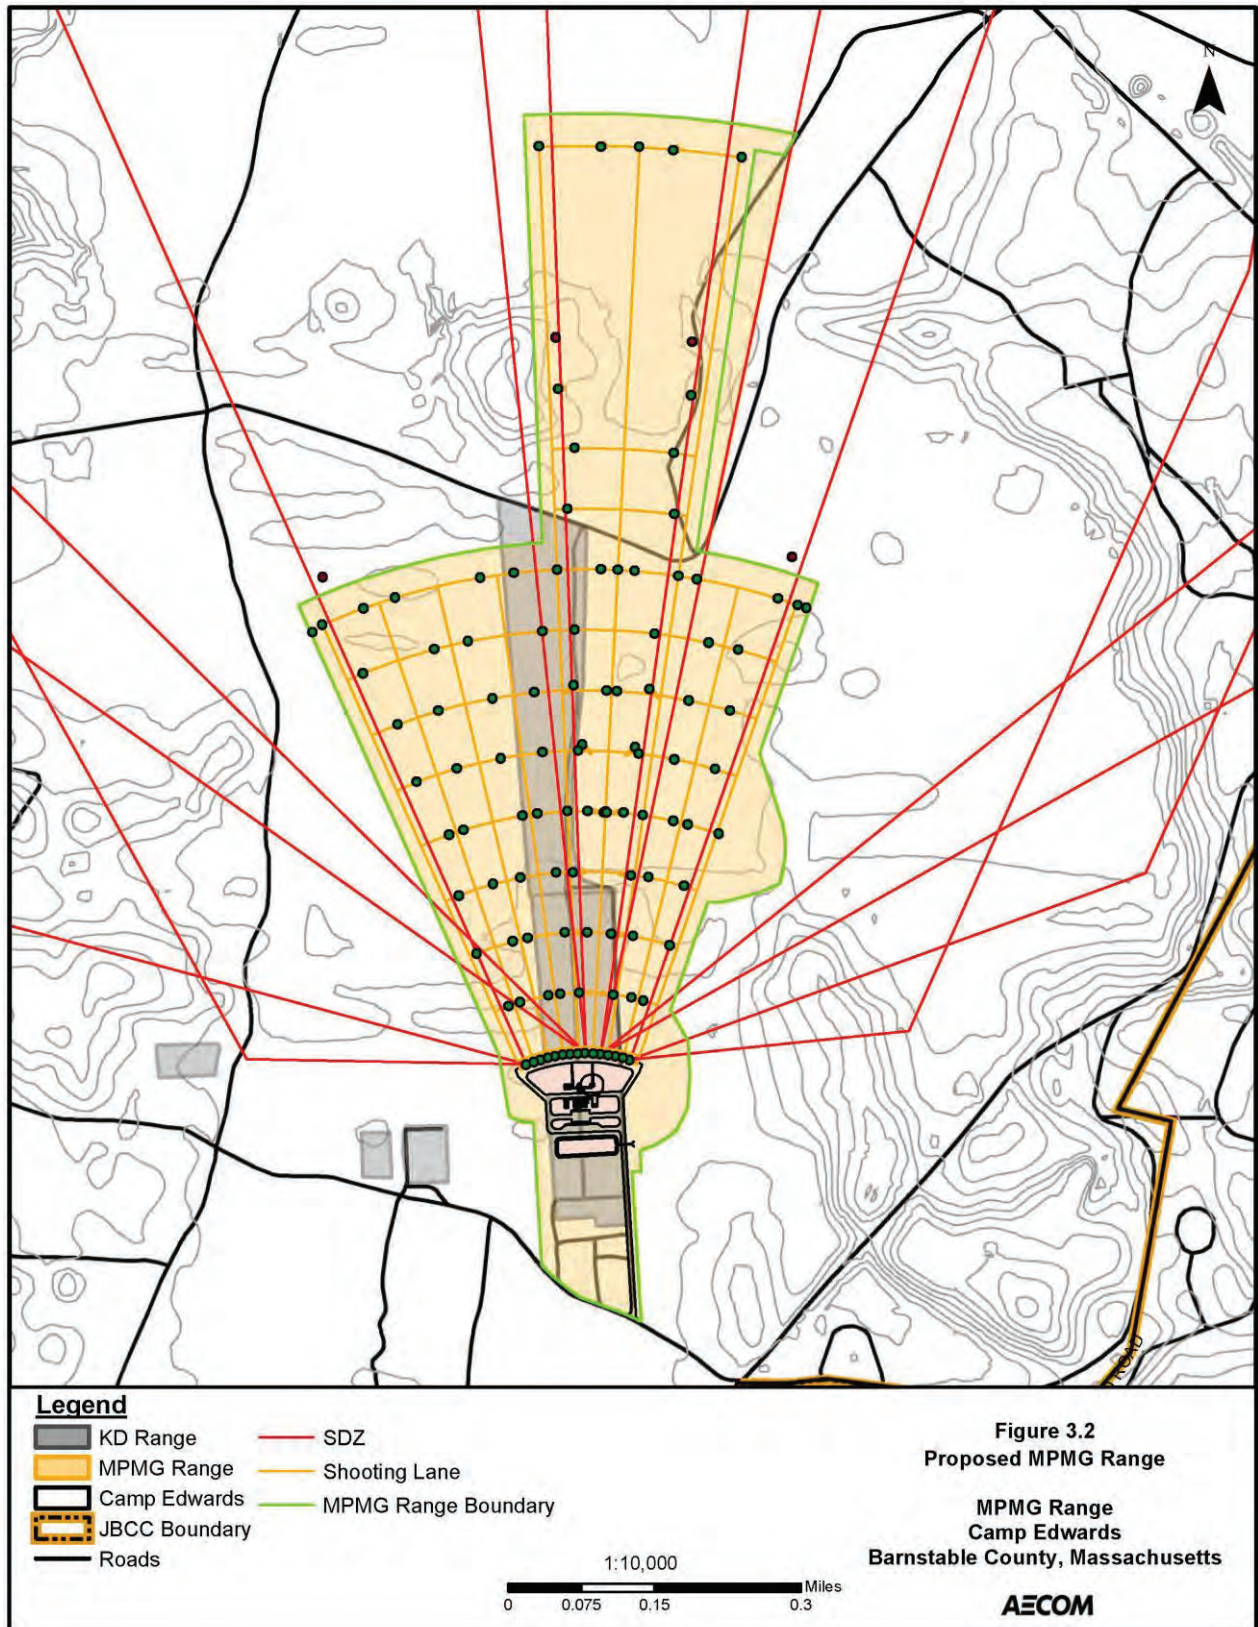 N
ROAD
Legend
KD Range
MPMG Range
Camp Edwards
JBCC Boundary
Roads
SDZ
Shooting Lane
MPMG Range Boundary
1:10,000
Miles
0 0.075 0.15 0.3
Figure 3.2
Proposed MPMG Range
MPMG Range
Camp Edwards
Barnstable County, Massachusetts
AECOM